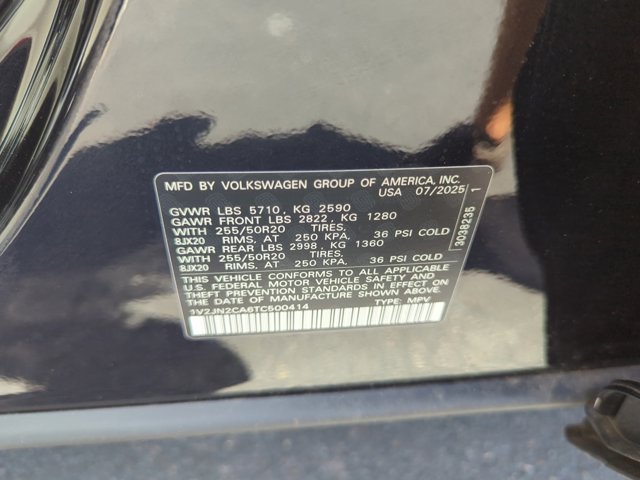 MFD BY VOLKSWAGEN GROUP OF AMERICA, INC.
USA 07/2025
GVWR LBS 5710, KG 2590
GAWR FRONT LBS 2822, KG 1280
WITH 255/50R20 TIRES,
8JX20 RIMS, AT 250 KPA, 36 PSI COLD
GAWR REAR LBS 2998, KG 1360
WITH 255/50R20 TIRES,
8JX20 RIMS, AT 250 KPA, 36 PSI COLD
THIS VEHICLE CONFORMS TO ALL APPLICABLE
U.S. FEDERAL MOTOR VEHICLE SAFETY AND
THEFT PREVENTION STANDARDS IN EFFECT ON
THE DATE OF MANUFACTURE SHOWN ABOVE
1V2JN2CA6TC500414 TYPE: MPV
3038235 1